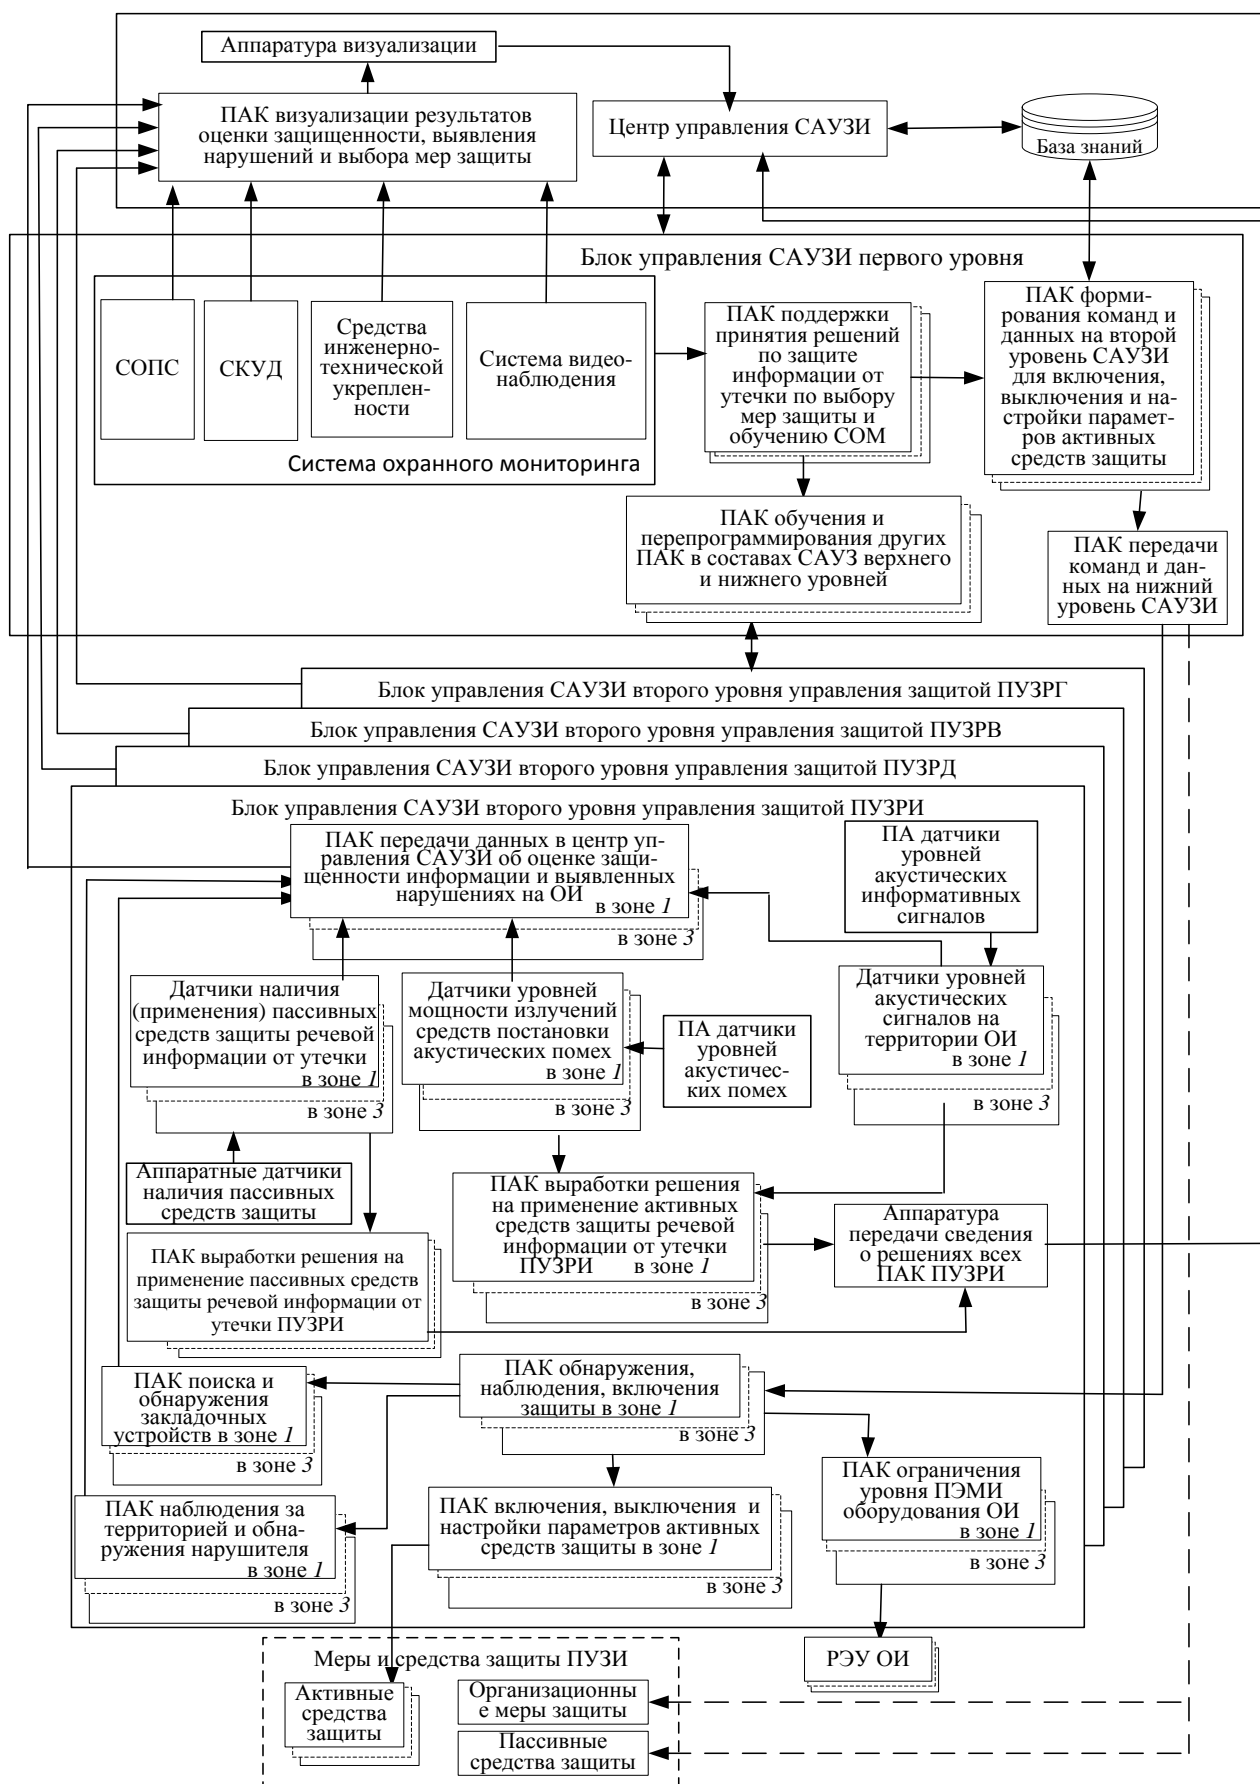 Аппаратура визуализации
ПАК визуализации результатов
оценки защищенности, выявления
нарушений и выбора мер защиты
Центр управления САУЗИ
База знаний
Блок управления САУЗИ первого уровня
СОПС
СКУД
Средства
инженерно-
технической
укреплен-
ности
Система видео-
наблюдения
Система охранного мониторинга
ПАК поддержки
принятия решений
по защите
информации от
утечки по выбору
мер защиты и
обучению СОМ
ПАК форми-
рования команд и
данных на второй
уровень САУЗИ
для включения,
выключения и на-
стройки парамет-
ров активных
средств защиты
ПАК обучения и
перепрограммирования других
ПАК в составах САУЗ верхнего
и нижнего уровней
ПАК передачи
команд и дан-
ных на нижний
уровень САУЗИ
Блок управления САУЗИ второго уровня управления защитой ПУЗРГ
Блок управления САУЗИ второго уровня управления защитой ПУЗРВ
Блок управления САУЗИ второго уровня управления защитой ПУЗРД
Блок управления САУЗИ второго уровня управления защитой ПУЗРИ
ПАК передачи данных в центр уп-
равления САУЗИ об оценке защи-
щенности информации и выявленных
нарушениях на ОИ
в зоне 1
в зоне 3
ПА датчики
уровней
акустических
информативных
сигналов
Датчики наличия
(применения) пассивных
средств защиты речевой
информации от утечки
в зоне 1
в зоне 3
Датчики уровней
мощности излучений
средств постановки
акустических помех
в зоне 1
в зоне 3
ПА датчики
уровней
акустичес-
ких помех
Датчики уровней
акустических
сигналов на
территории ОИ
в зоне 1
в зоне 3
Аппаратные датчики
наличия пассивных
средств защиты
ПАК выработки решения
на применение активных
средств защиты речевой
информации от утечки
ПУЗРИ в зоне 1
в зоне 3
Аппаратура
передачи сведения
о решениях всех
ПАК ПУЗРИ
ПАК выработки решения на
применение пассивных средств
защиты речевой информации от
утечки ПУЗРИ
ПАК поиска и
обнаружения
закладочных
устройств в зоне 1
в зоне 3
ПАК обнаружения,
наблюдения, включения
защиты в зоне 1
в зоне 3
ПАК ограничения
уровня ПЭМИ
оборудования ОИ
в зоне 1
в зоне 3
ПАК наблюдения за
территорией и обна-
ружения нарушителя
в зоне 1
в зоне 3
ПАК включения, выключения и
настройки параметров активных
средств защиты в зоне 1
в зоне 3
Меры и средства защиты ПУЗИ
Активные
средства
защиты
Организационны
е меры защиты
Пассивные
средства защиты
РЭУ ОИ